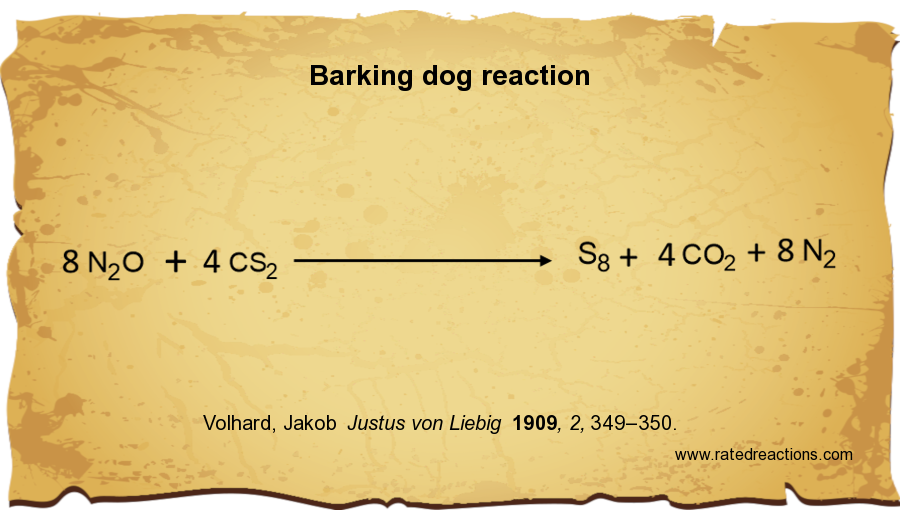 Barking dog reaction
8 N₂O + 4 CS₂ → S₈ + 4 CO₂ + 8 N₂
Volhard, Jakob Justus von Liebig 1909, 2, 349–350.
www.ratedreactions.com